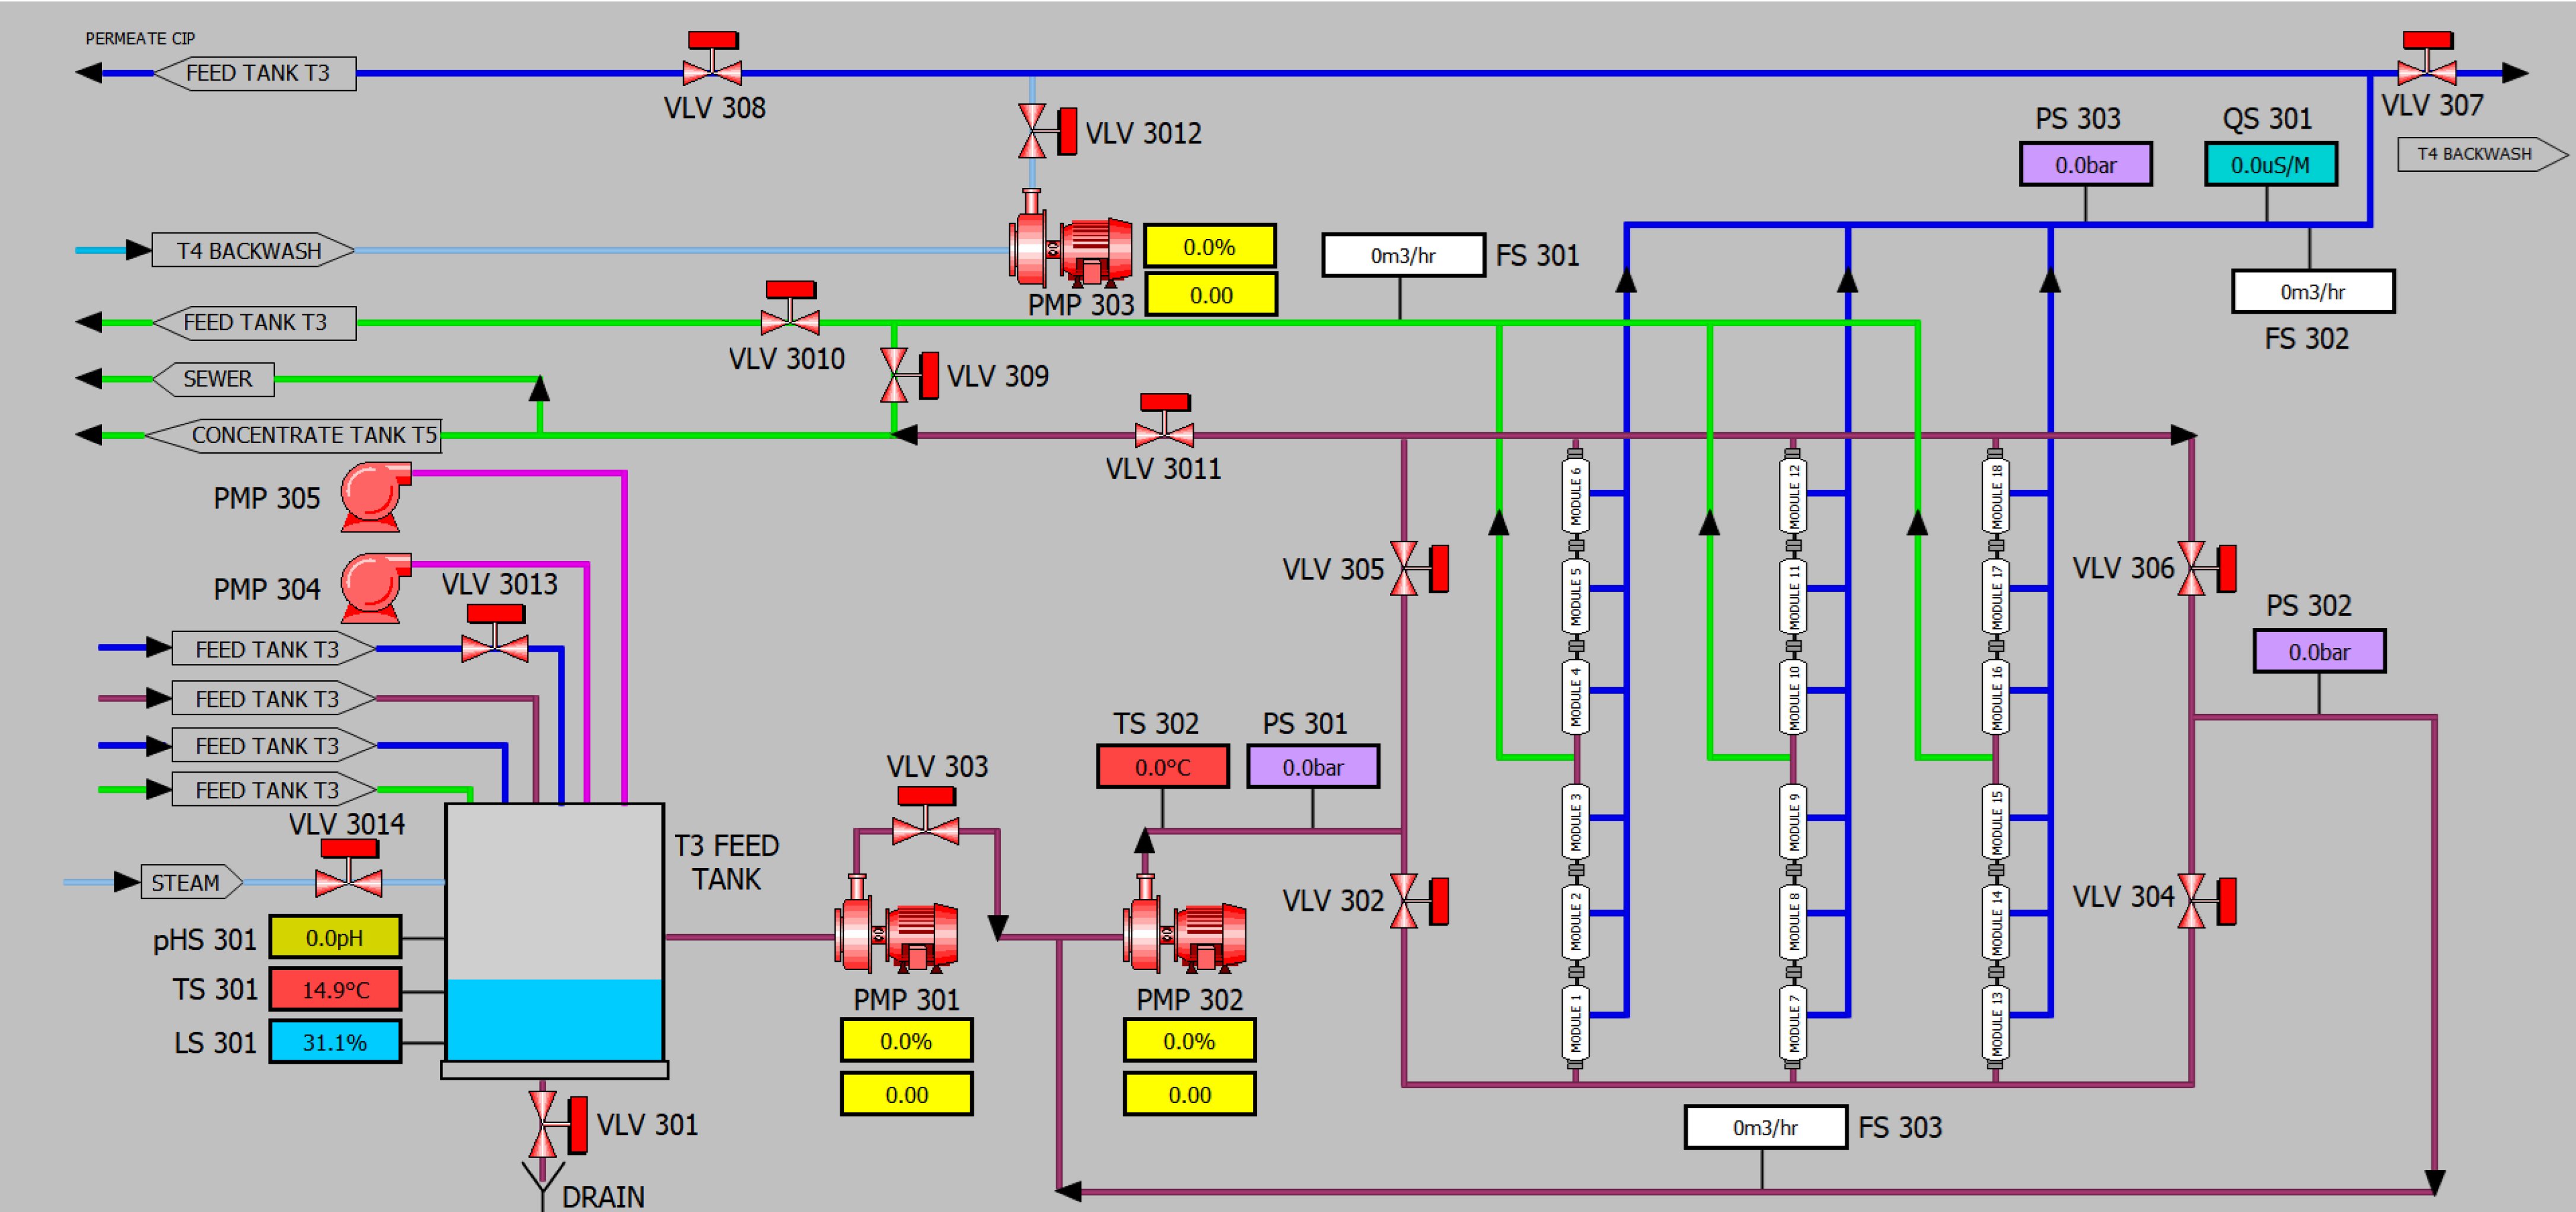 PERMEATE CIP
FEED TANK T3
VLV 308
VLV 307
VLV 3012
PS 303
0.0bar
QS 301
0.0uS/M
T4 BACKWASH
T4 BACKWASH
PMP 303
0.0%
0.00
0m3/hr
FS 301
0m3/hr
FS 302
FEED TANK T3
VLV 3010
SEWER
VLV 309
CONCENTRATE TANK T5
VLV 3011
PMP 305
PMP 304
VLV 3013
FEED TANK T3
FEED TANK T3
FEED TANK T3
FEED TANK T3
VLV 3014
STEAM
T3 FEED
TANK
pHS 301
0.0pH
TS 301
14.9°C
LS 301
31.1%
VLV 301
DRAIN
VLV 303
PMP 301
0.0%
0.00
TS 302
0.0°C
PS 301
0.0bar
PMP 302
0.0%
0.00
VLV 305
VLV 302
MODULE 6
MODULE 5
MODULE 4
MODULE 3
MODULE 2
MODULE 1
MODULE 12
MODULE 11
MODULE 10
MODULE 9
MODULE 8
MODULE 7
MODULE 18
MODULE 17
MODULE 16
MODULE 15
MODULE 14
MODULE 13
VLV 306
VLV 304
PS 302
0.0bar
0m3/hr
FS 303